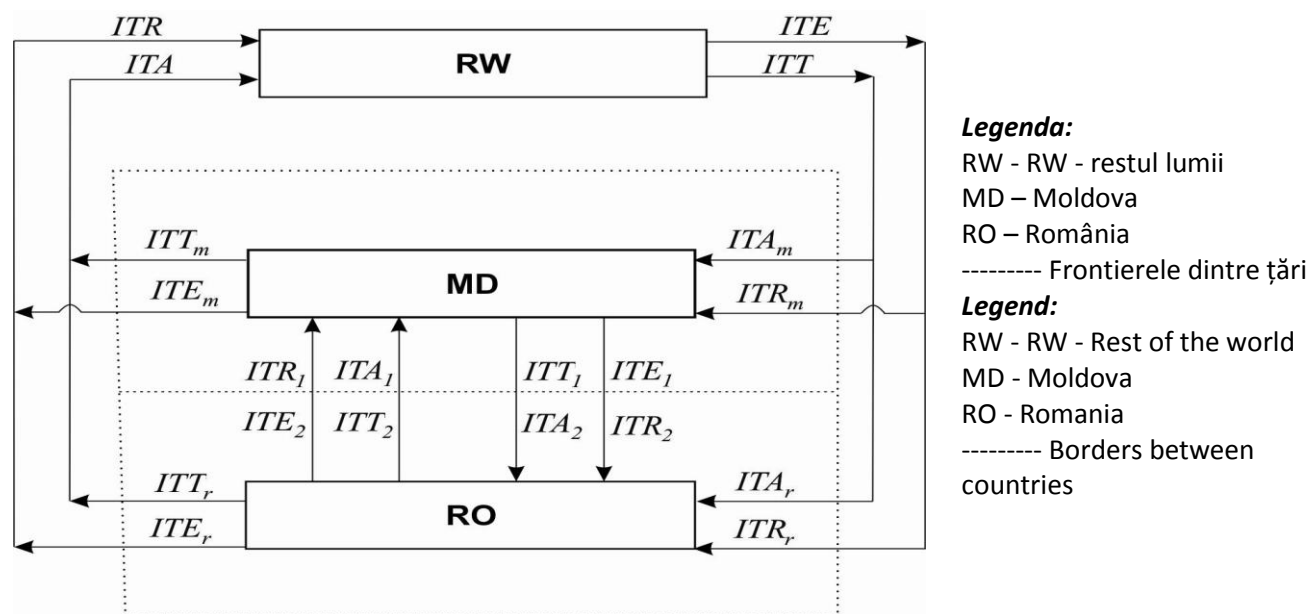 ITR
ITE
RW
ITA
ITT
Legenda:
RW - RW - restul lumii
MD – Moldova
RO – România
--------- Frontierele dintre țări
Legend:
RW - RW - Rest of the world
MD - Moldova
RO - Romania
--------- Borders between
countries
ITTm
ITAm
MD
ITEm
ITRm
ITR1 ITA1 ITT1 ITE1
ITE2 ITT2 ITA2 ITR2
ITTr
ITAr
RO
ITEr
ITRr